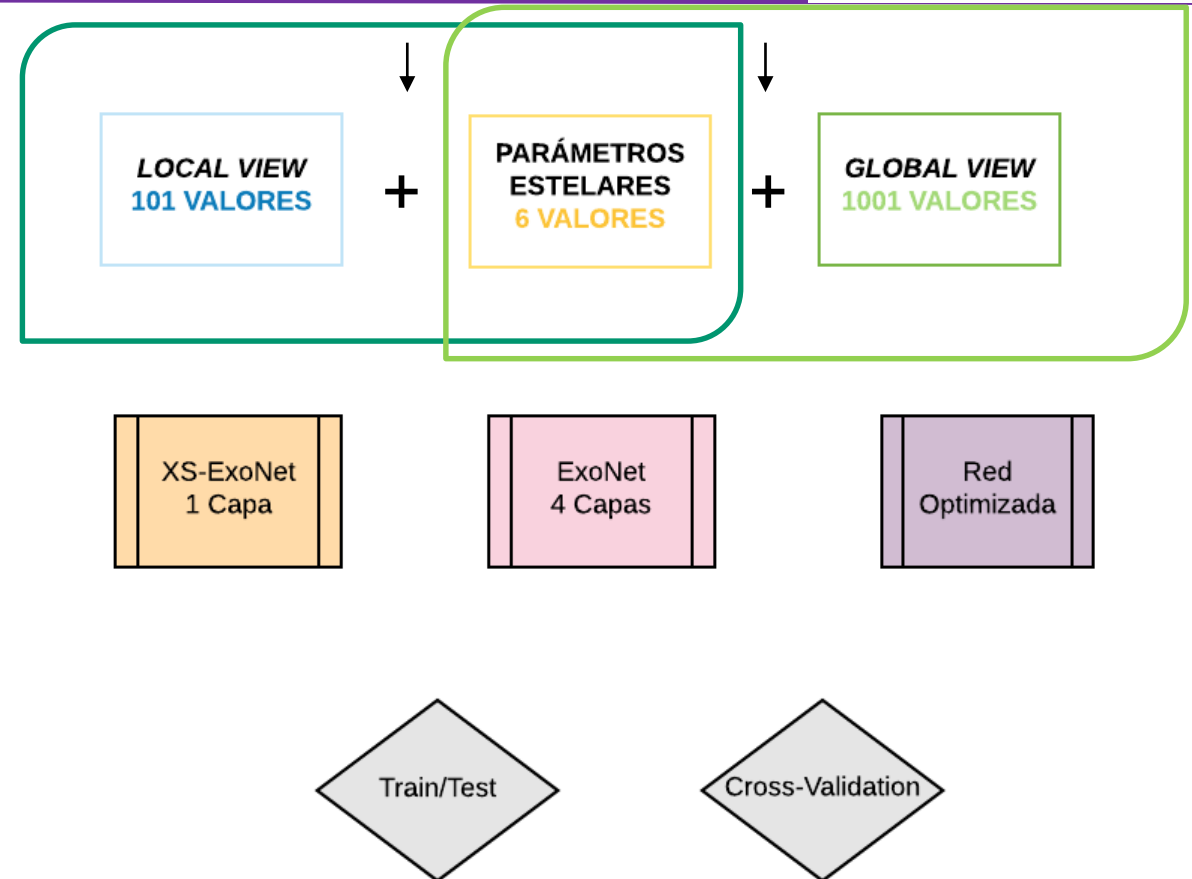 LOCAL VIEW
101 VALORES
+
PARÁMETROS
ESTELARES
6 VALORES
+
GLOBAL VIEW
1001 VALORES
XS-ExoNet
1 Capa
ExoNet
4 Capas
Red
Optimizada
Train/Test
Cross-Validation